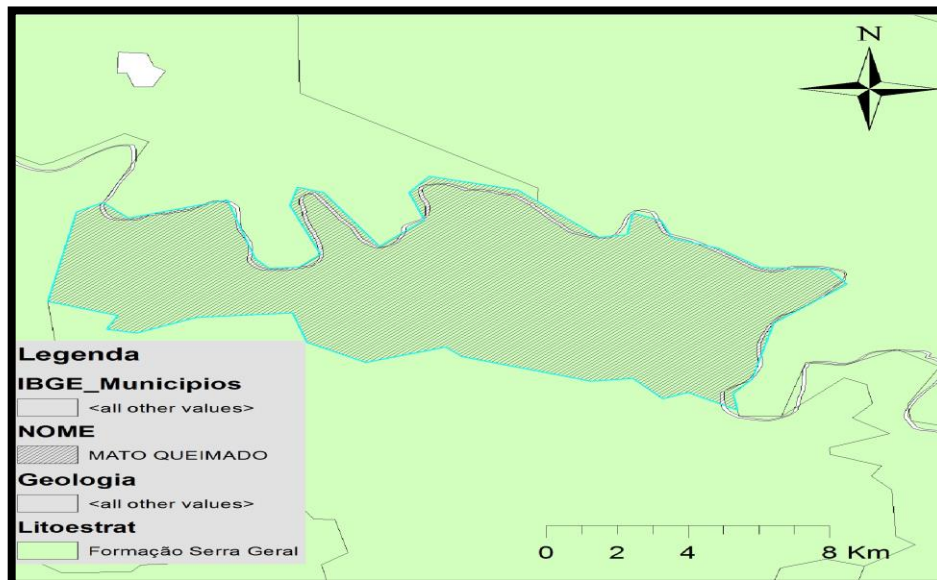 N
Legenda
IBGE_Municipios
<all other values>
NOME
MATO QUEIMADO
Geologia
<all other values>
Litoestrat
Formação Serra Geral
0 2 4 8 Km